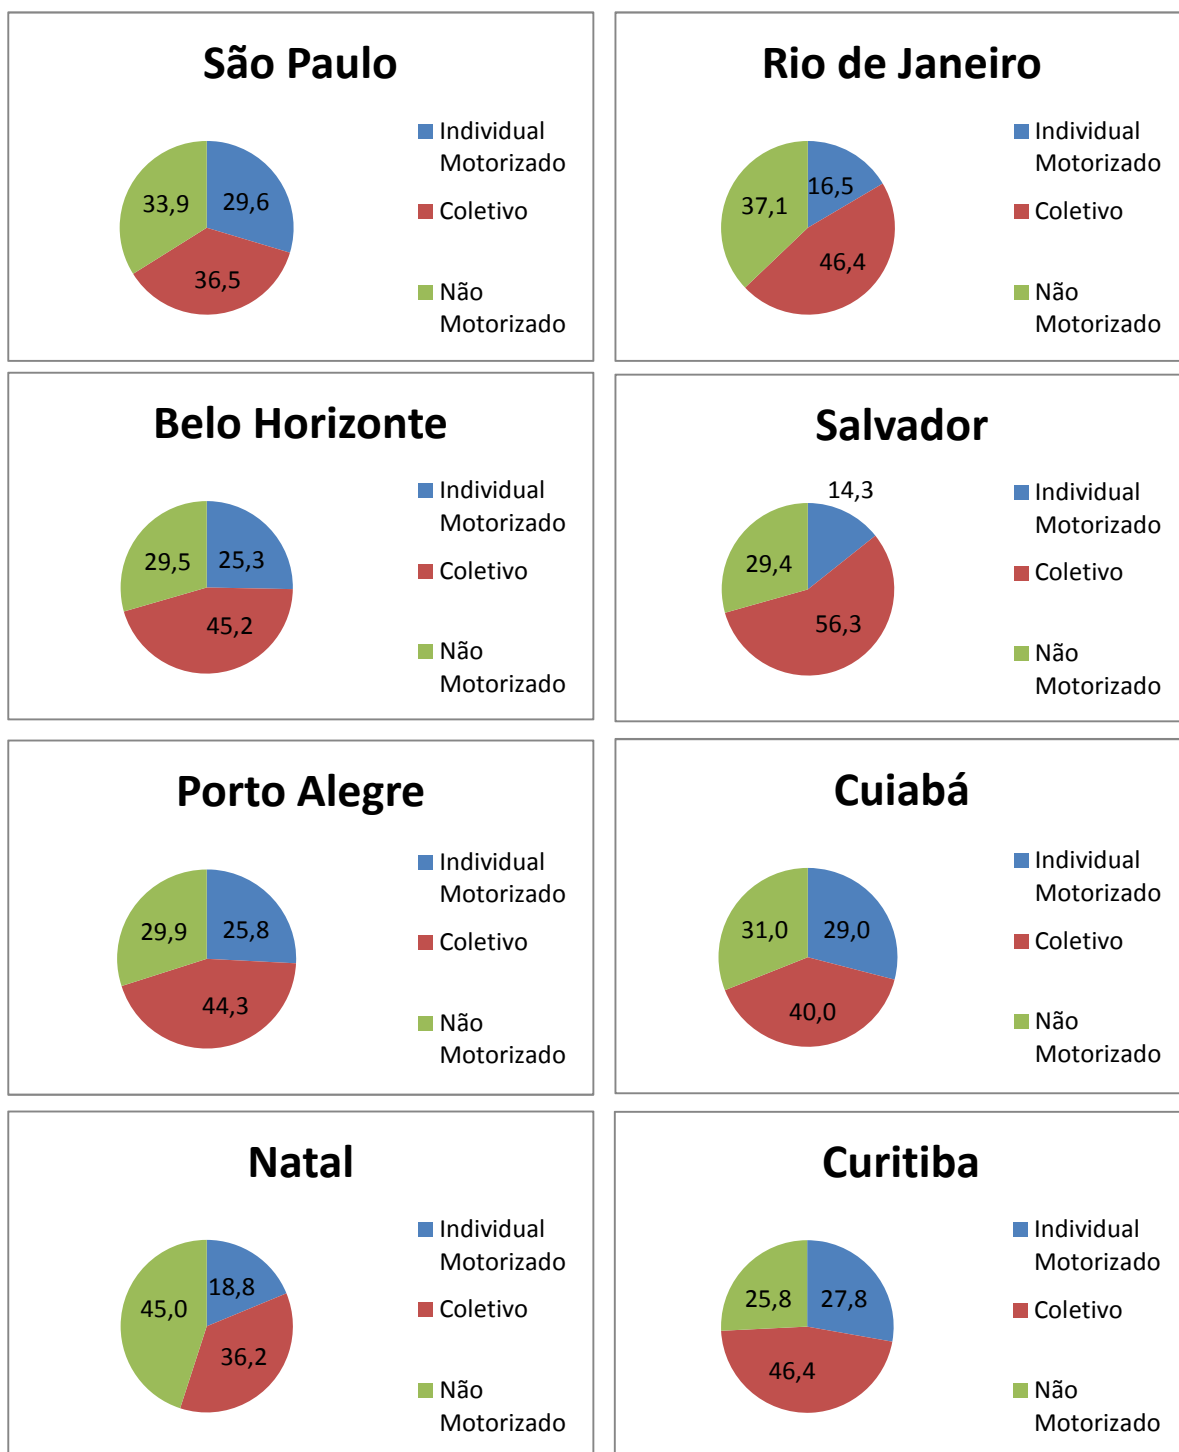 São Paulo
33,9
29,6
36,5
Individual
Motorizado
Coletivo
Não
Motorizado
Rio de Janeiro
37,1
16,5
46,4
Individual
Motorizado
Coletivo
Não
Motorizado
Belo Horizonte
29,5
25,3
45,2
Individual
Motorizado
Coletivo
Não
Motorizado
Salvador
14,3
29,4
56,3
Individual
Motorizado
Coletivo
Não
Motorizado
Porto Alegre
29,9
25,8
44,3
Individual
Motorizado
Coletivo
Não
Motorizado
Cuiabá
31,0
29,0
40,0
Individual
Motorizado
Coletivo
Não
Motorizado
Natal
45,0
18,8
36,2
Individual
Motorizado
Coletivo
Não
Motorizado
Curitiba
25,8
27,8
46,4
Individual
Motorizado
Coletivo
Não
Motorizado